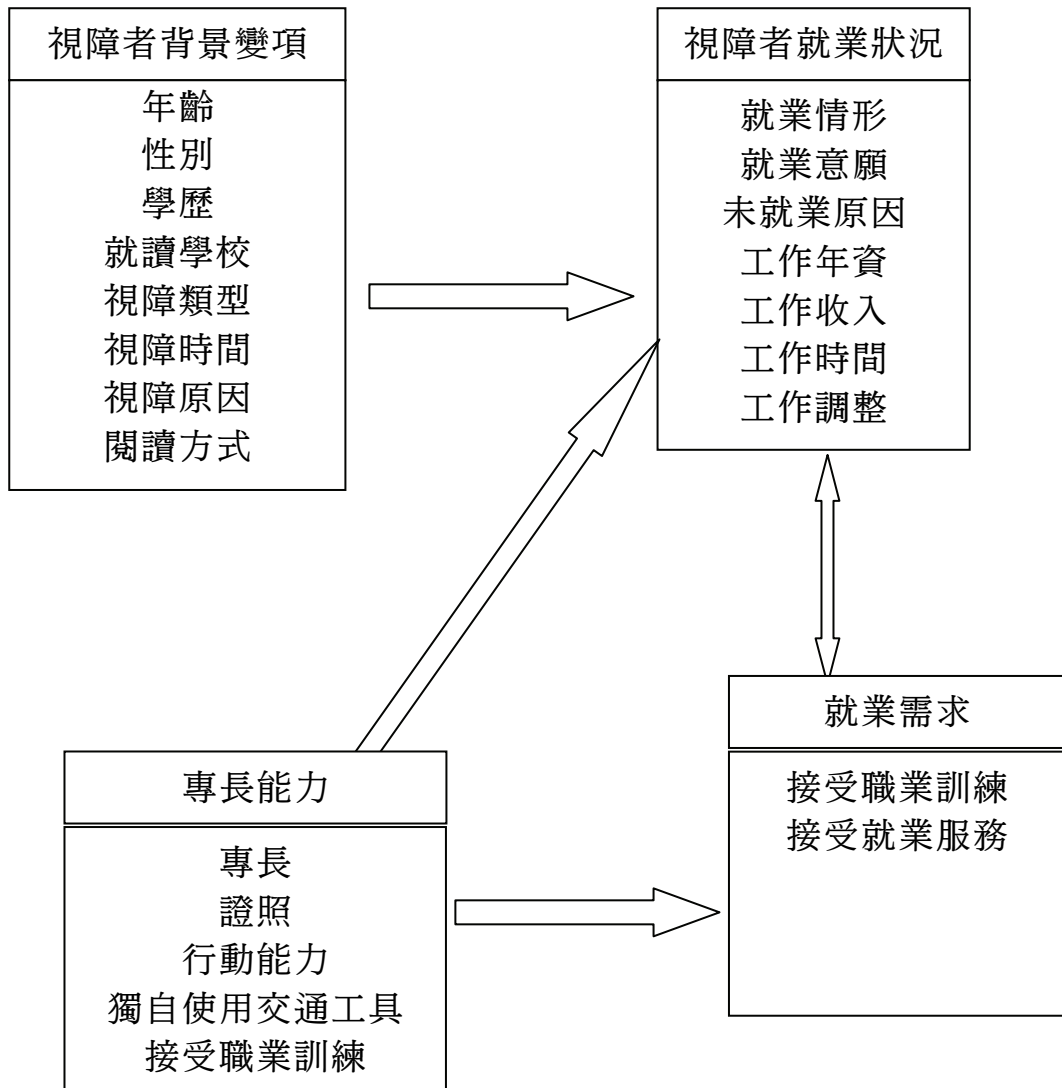 視障者背景變項
年齡
性別
學歷
就讀學校
視障類型
視障時間
視障原因
閱讀方式
視障者就業狀況
就業情形
就業意願
未就業原因
工作年資
工作收入
工作時間
工作調整
專長能力
專長
證照
行動能力
獨自使用交通工具
接受職業訓練
就業需求
接受職業訓練
接受就業服務